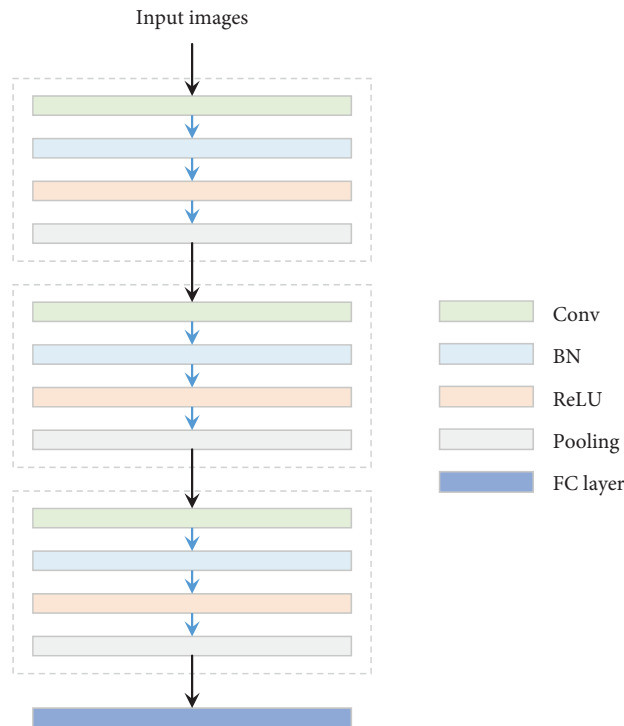 Input images
Conv
BN
ReLU
Pooling
FC layer